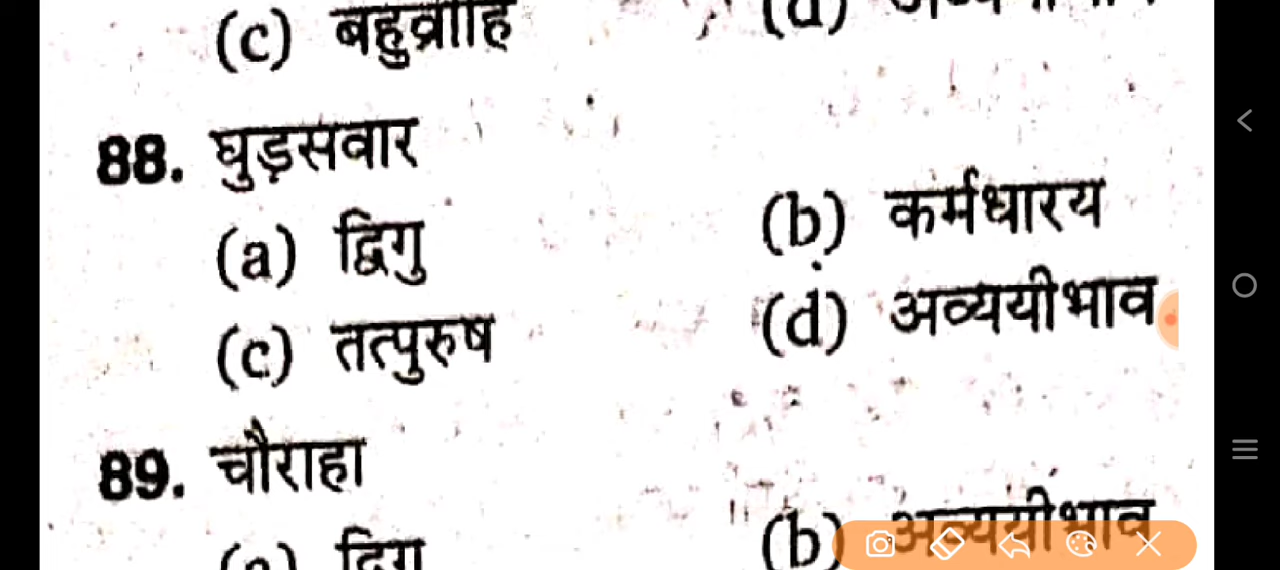 (c) बहुव्रीहि
88. घुड़सवार
(a) द्विगु (b) कर्मधारय
(c) तत्पुरुष (d) अव्ययीभाव
89. चौराहा
(a) द्विगु (b) अव्ययीभाव